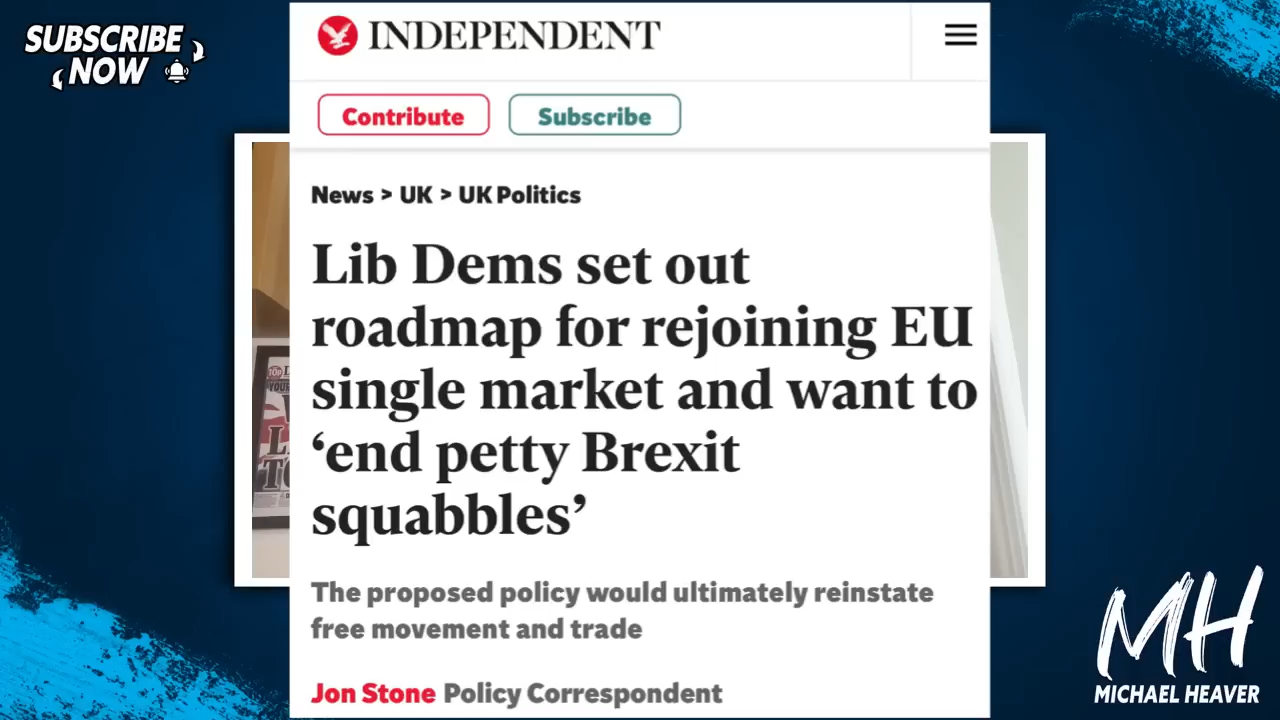 SUBSCRIBE
NOW
INDEPENDENT
Contribute
Subscribe
News > UK > UK Politics
Lib Dems set out
roadmap for rejoining EU
single market and want to
‘end petty Brexit
squabbles’
The proposed policy would ultimately reinstate
free movement and trade
Jon Stone Policy Correspondent
10p
MH
MICHAEL HEAVER